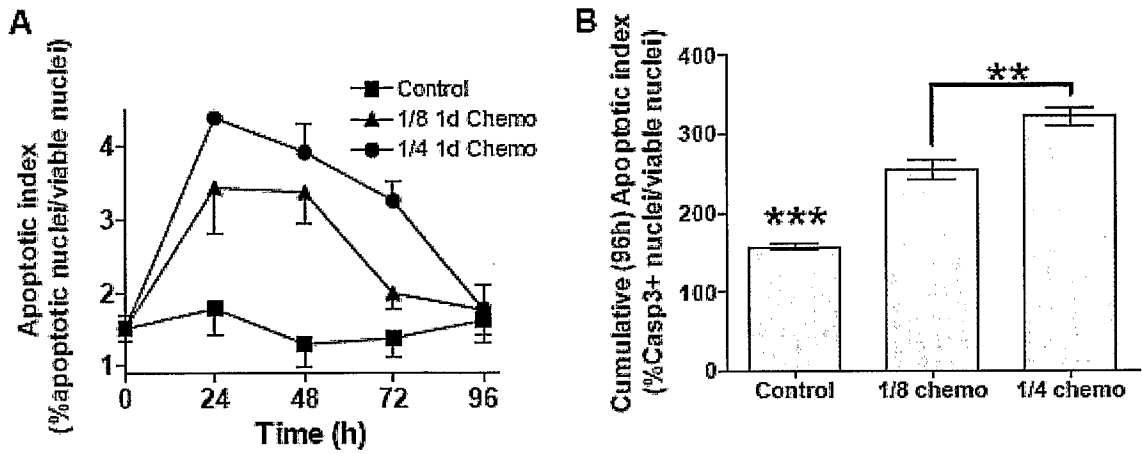 A
Apoptotic index
(%apoptotic nuclei/viable nuclei)
Control
1/8 1d Chemo
1/4 1d Chemo
4
3
2
1
0
24
48
72
96
Time (h)
B
Cumulative (96h) Apoptotic index
(%Casp3+ nuclei/viable nuclei)
400
300
200
100
0
***
**
Control
1/8 chemo
1/4 chemo